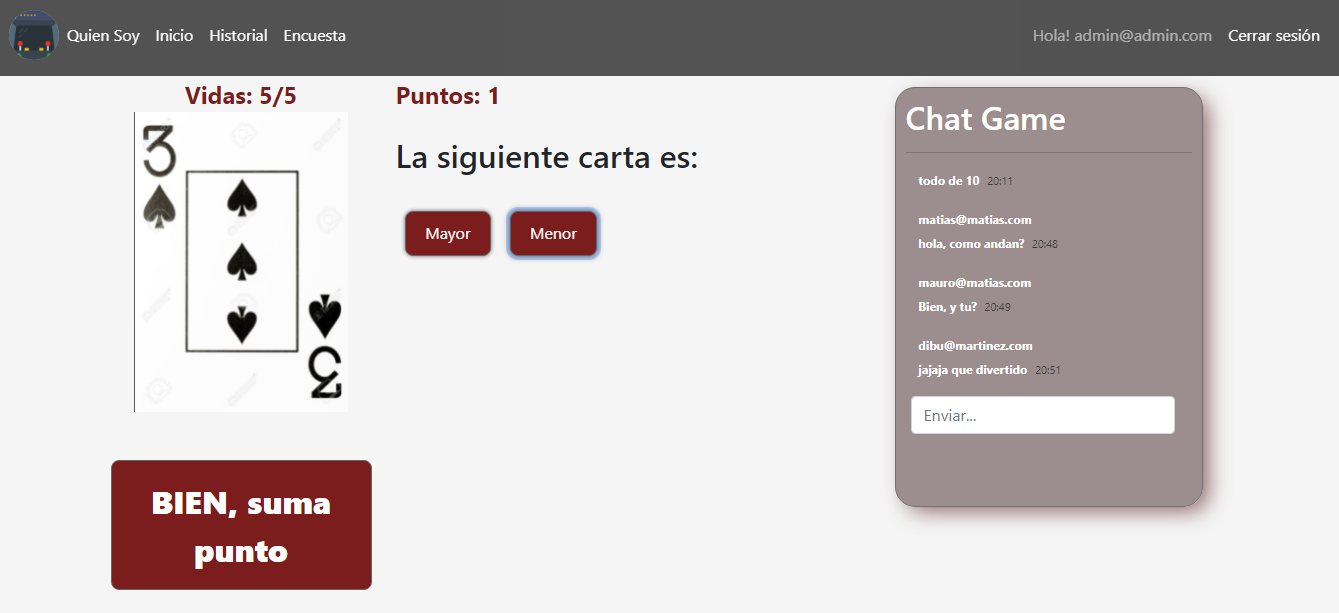 Quien Soy Inicio Historial Encuesta Hola! admin@admin.com Cerrar sesión
Vidas: 5/5
Puntos: 1
3
3
La siguiente carta es:
Mayor Menor
BIEN, suma
punto
Chat Game
todo de 10 20:11
matias@matias.com
hola, como andan? 20:48
mauro@matias.com
Bien, y tu? 20:49
dibu@martinez.com
jajaja que divertido 20:51
Enviar...